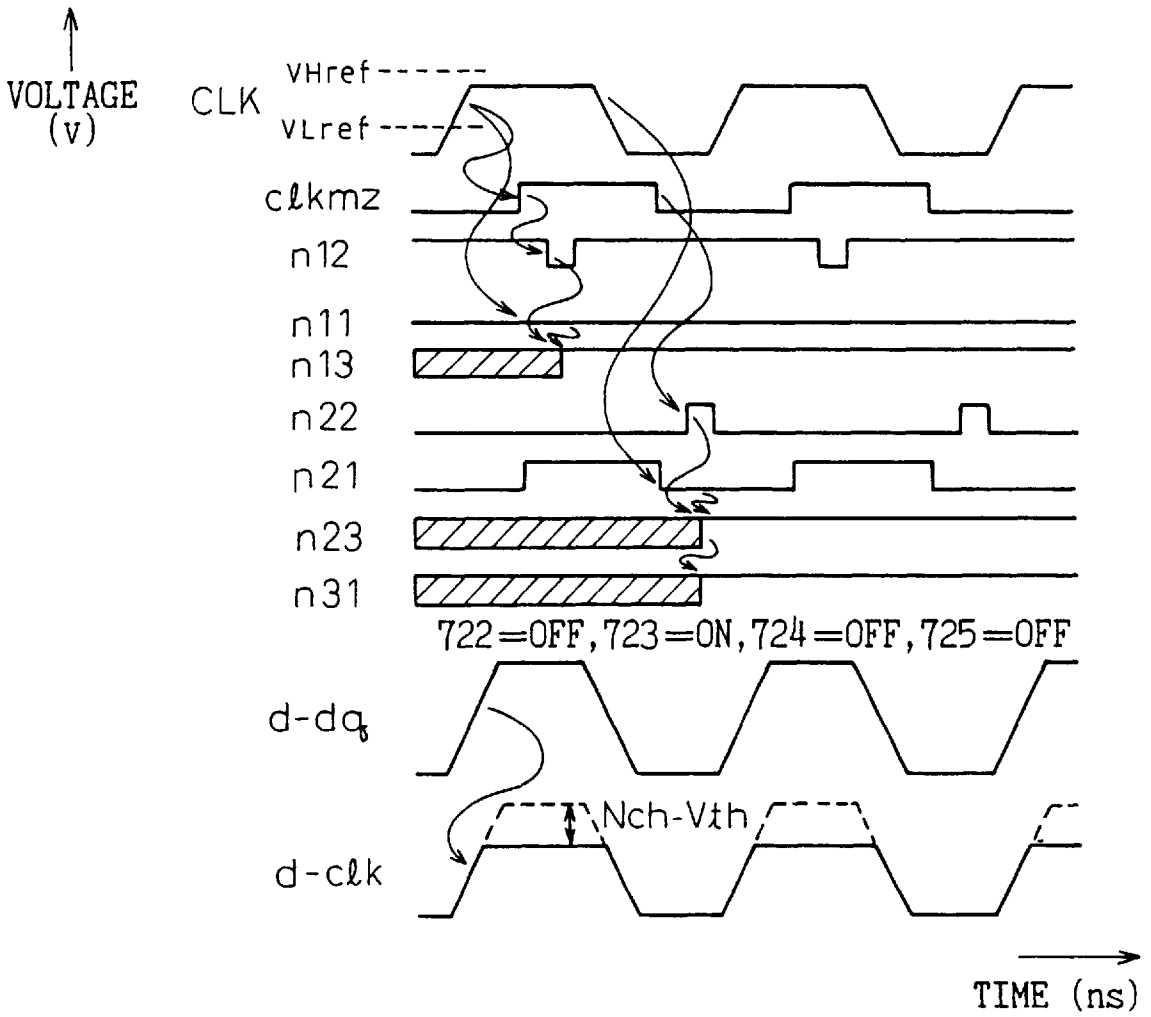 VOLTAGE
(v)
CLK
VHref
VLref
clkmz
n12
n11
n13
n22
n21
n23
n31
722=OFF,723=ON,724=OFF,725=OFF
d-dq
Nch-Vth
d-clk
TIME (ns)